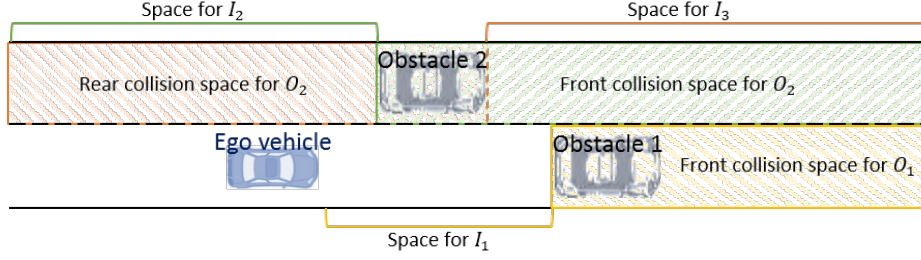 Space for I₂
Space for I₃
Obstacle 2
Rear collision space for O₂
Front collision space for O₂
Ego vehicle
Obstacle 1
Front collision space for O₁
Space for I₁